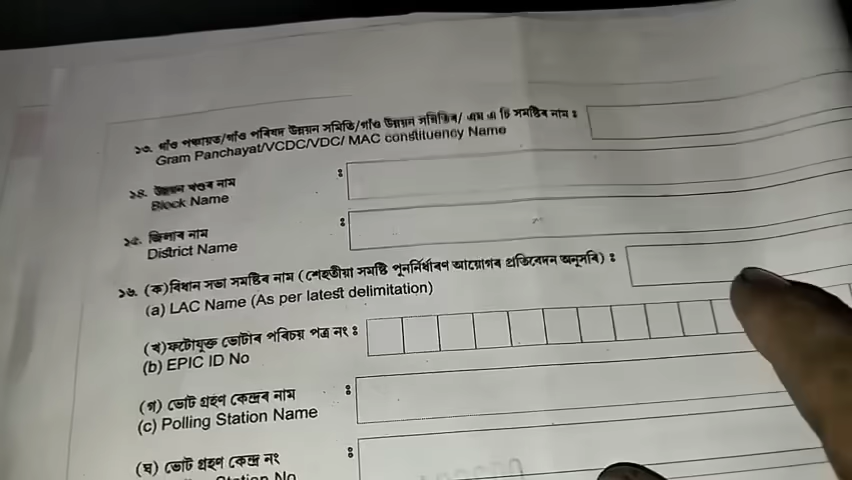 ১৩. গাঁও পঞ্চায়ত/গাঁও পৰিষদ উন্নয়ন সমিতি/গাঁও উন্নয়ন সমিতিৰ/ এম এ চি সমষ্টিৰ নাম :
Gram Panchayat/VCDC/VDC/ MAC constituency Name
১৪. উন্নয়ন খণ্ডৰ নাম :
Block Name
১৫. জিলাৰ নাম :
District Name
১৬. (ক) বিধান সভা সমষ্টিৰ নাম (শেহতীয়া সমষ্টি পুনৰ্নিৰ্ধাৰণ আয়োগৰ প্ৰতিবেদন অনুসৰি) :
(a) LAC Name (As per latest delimitation)
(খ) ফটোযুক্ত ভোটাৰ পৰিচয় পত্ৰ নং :
(b) EPIC ID No
(গ) ভোট গ্ৰহণ কেন্দ্ৰৰ নাম :
(c) Polling Station Name
(ঘ) ভোট গ্ৰহণ কেন্দ্ৰ নং :
Station No